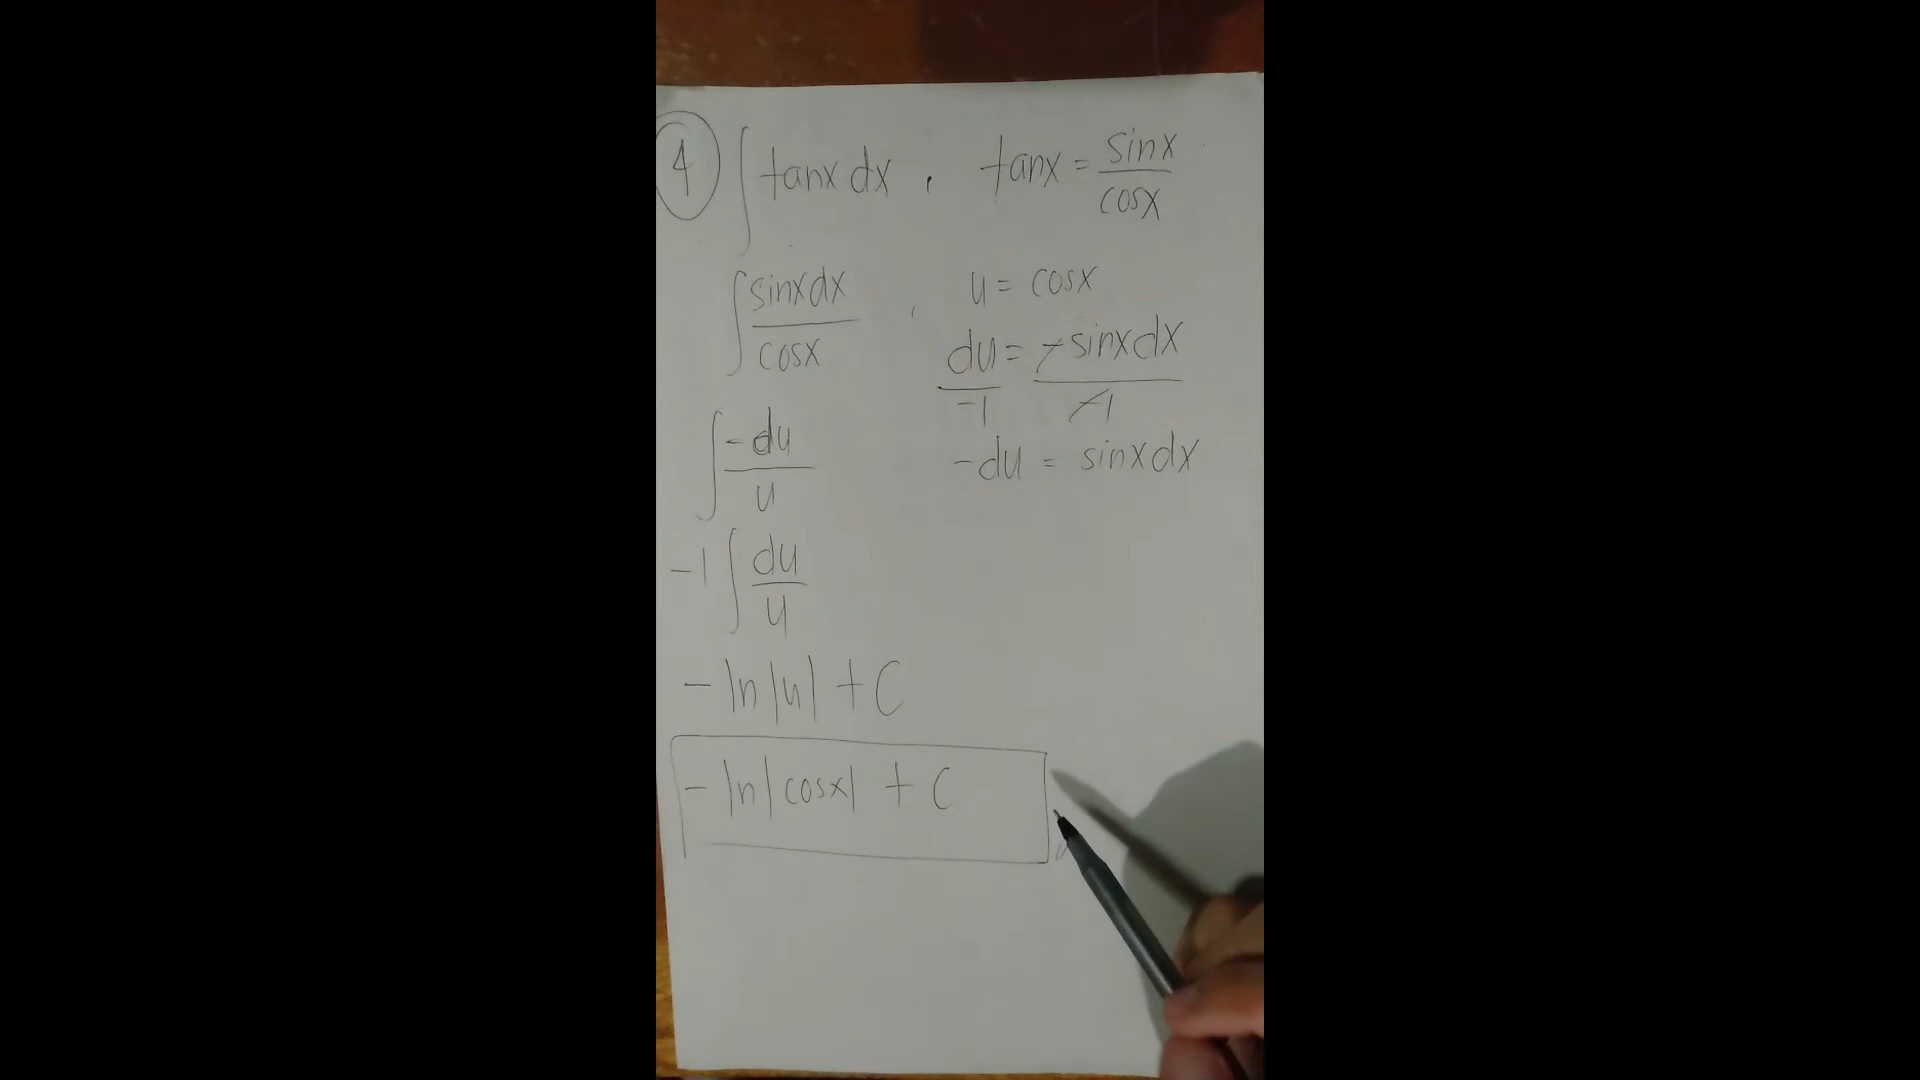 ④ ∫ tanx dx , tanx = sinx/cosx
∫ sinxdx/cosx , u = cosx
du/-1 = -sinxdx/-1
∫ -du/u
-du = sinxdx
-1 ∫ du/u
- ln|u| + C
- ln|cosx| + C